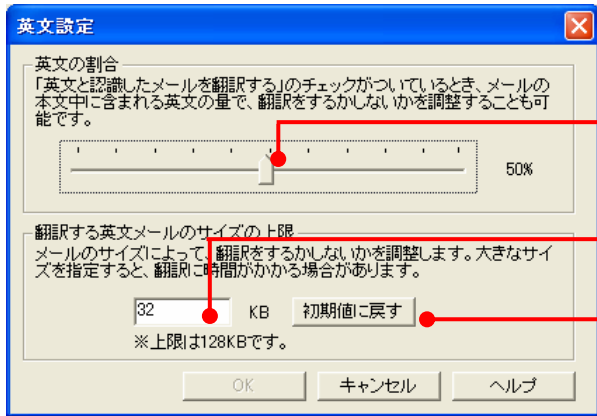 英文設定
英文の割合
「英文と認識したメールを翻訳する」のチェックがついているとき、メールの
本文中に含まれる英文の量で、翻訳をするかしないかを調整することも可
能です。
50%
翻訳する英文メールのサイズの上限
メールのサイズによって、翻訳をするかしないかを調整します。大きなサイ
ズを指定すると、翻訳に時間がかかる場合があります。
32 KB 初期値に戻す
※上限は128KBです。
OK キャンセル ヘルプ